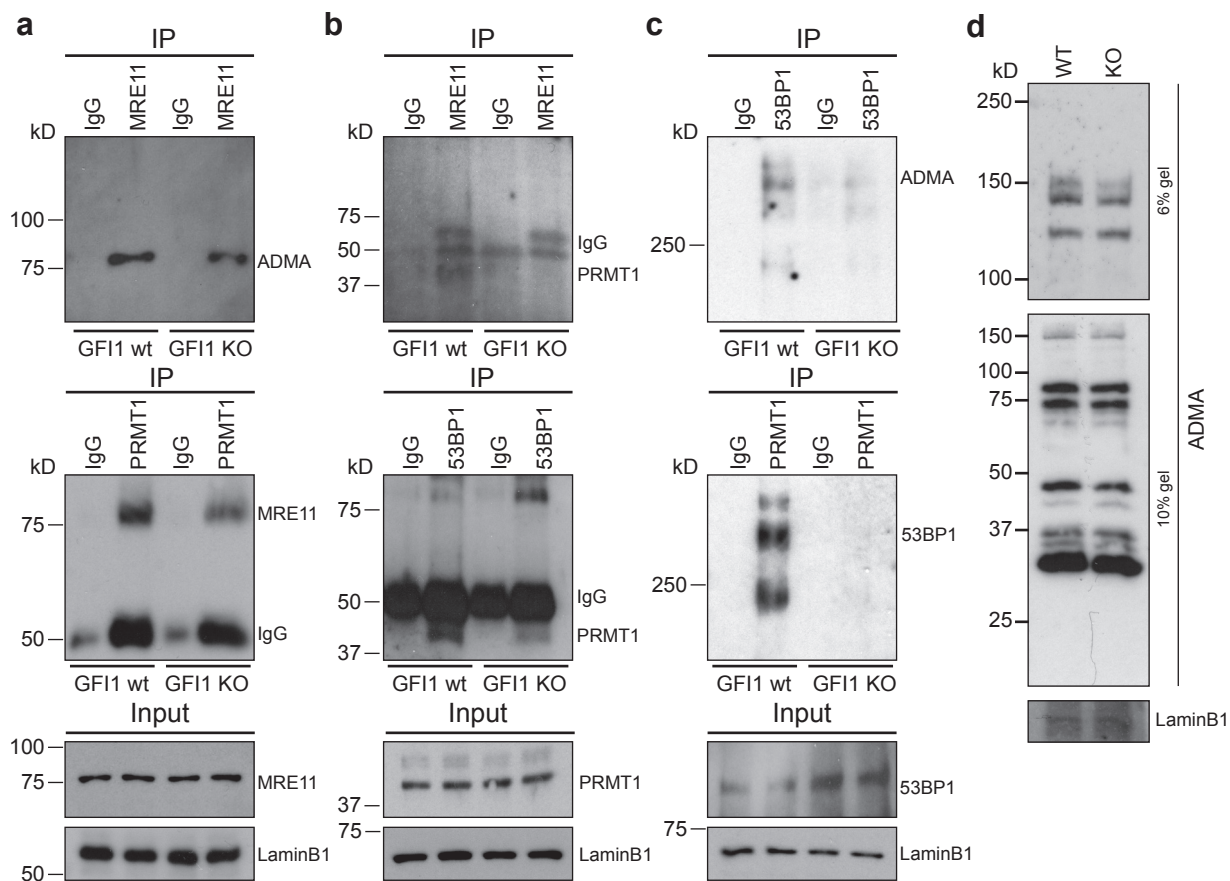 a
IP
IgG MRE11 IgG MRE11
kD
100
75
ADMA
GFI1 wt GFI1 KO
IP
IgG PRMT1 IgG PRMT1
kD
75
50
MRE11
IgG
GFI1 wt GFI1 KO
Input
100
75
50
MRE11
LaminB1
b
IP
IgG MRE11 IgG MRE11
kD
75
50
37
IgG
PRMT1
GFI1 wt GFI1 KO
IP
IgG 53BP1 IgG 53BP1
kD
75
50
37
IgG
PRMT1
GFI1 wt GFI1 KO
Input
37
75
PRMT1
LaminB1
c
IP
IgG 53BP1 IgG 53BP1
kD
250
ADMA
GFI1 wt GFI1 KO
IP
IgG PRMT1 IgG PRMT1
kD
250
53BP1
GFI1 wt GFI1 KO
Input
75
53BP1
LaminB1
d
WT KO
kD
250
150
100
6% gel
150
100
75
50
37
25
10% gel
ADMA
LaminB1